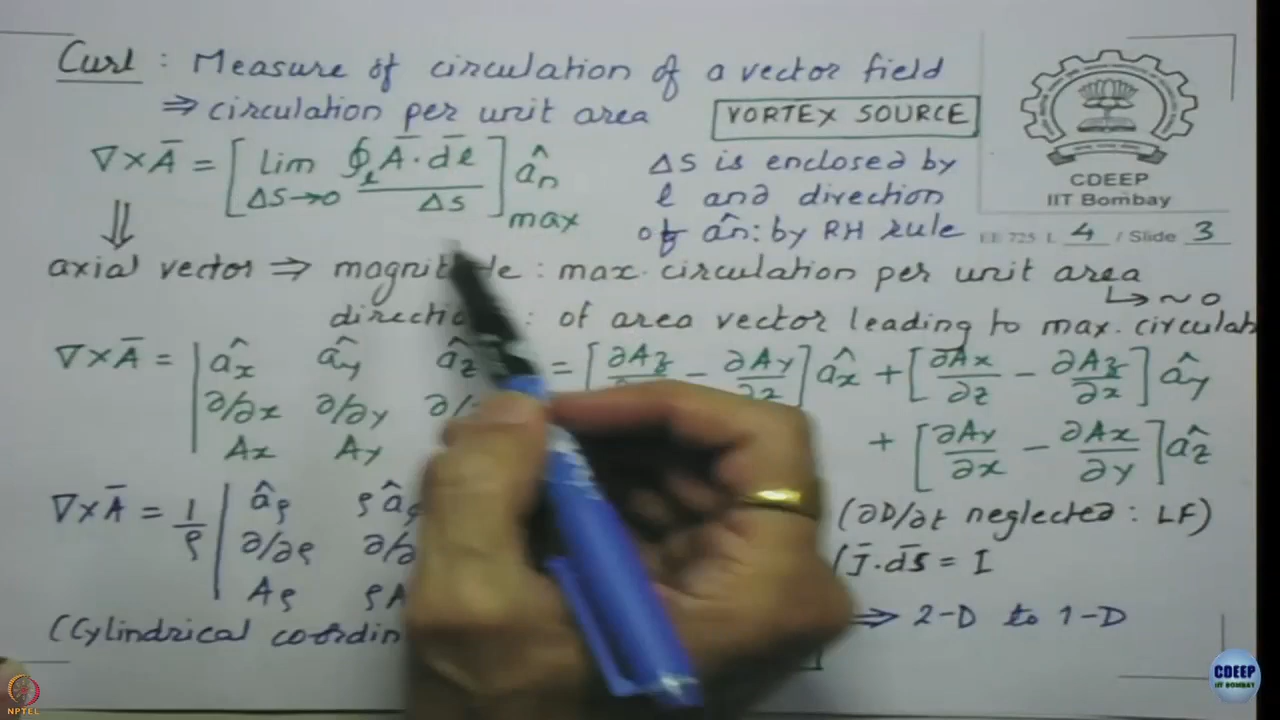 Curl : Measure of circulation of a vector field
⇒ circulation per unit area
VORTEX SOURCE
∇×Ā = [ lim ΔS→0 ∮ₗ Ā·dl̄ / ΔS ] max âₙ
ΔS is enclosed by
l and direction
of ân: by RH rule
CDEEP
IIT Bombay
EE 725 L 4 / Slide 3
axial vector ⇒ magnitude : max. circulation per unit area
↳ ~ 0
: of area vector leading to max. circulat
∇×Ā = | âx ây âz = [ ∂Az − ∂Ay/∂z ] âx + [ ∂Ax/∂z − ∂Az/∂x ] ây
∂/∂x ∂/∂y
Ax Ay
+ [ ∂Ay/∂x − ∂Ax/∂y ] âz
∇×Ā = 1/ρ | âρ
∂/∂ρ
Aρ
(∂D/∂t neglected : LF)
J̄·ds̄ = I
⇒ 2-D to 1-D
(Cylindrical
NPTEL
CDEEP
IIT BOMBAY